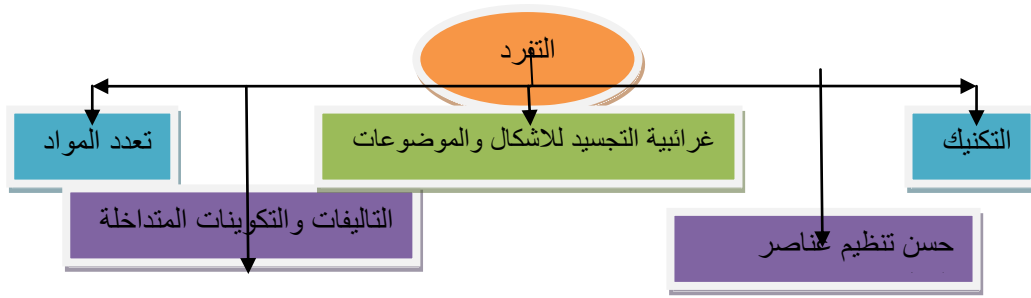 التفرد
التكنيك
غرائبية التجسيد للاشكال والموضوعات
تعدد المواد
حسن تنظيم عناصر
التاليفات والتكوينات المتداخلة